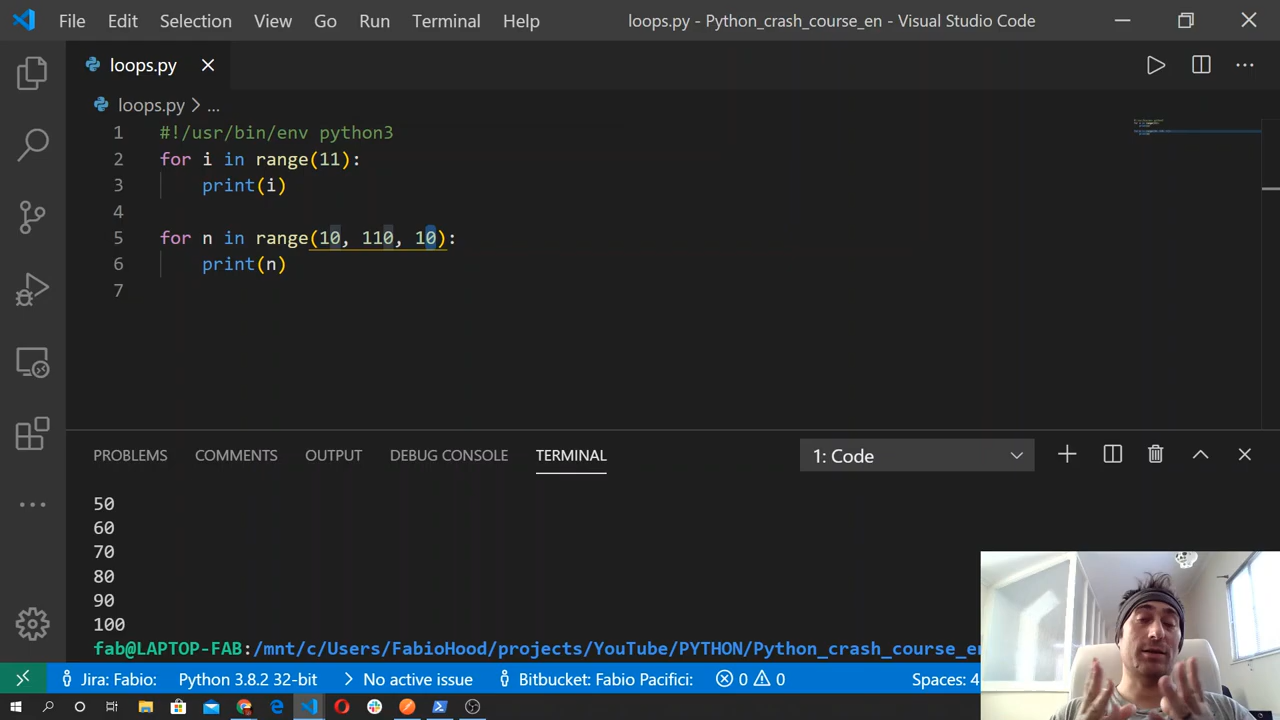 File Edit Selection View Go Run Terminal Help loops.py - Python_crash_course_en - Visual Studio Code
loops.py
loops.py > ...
1 #!/usr/bin/env python3
2 for i in range(11):
3 print(i)
4
5 for n in range(10, 110, 10):
6 print(n)
7
PROBLEMS COMMENTS OUTPUT DEBUG CONSOLE TERMINAL 1: Code
50
60
70
80
90
100
fab@LAPTOP-FAB:/mnt/c/Users/FabioHood/projects/YouTube/PYTHON/Python_crash_course_en
Jira: Fabio: Python 3.8.2 32-bit No active issue Bitbucket: Fabio Pacifici: 0 0 Spaces: 4